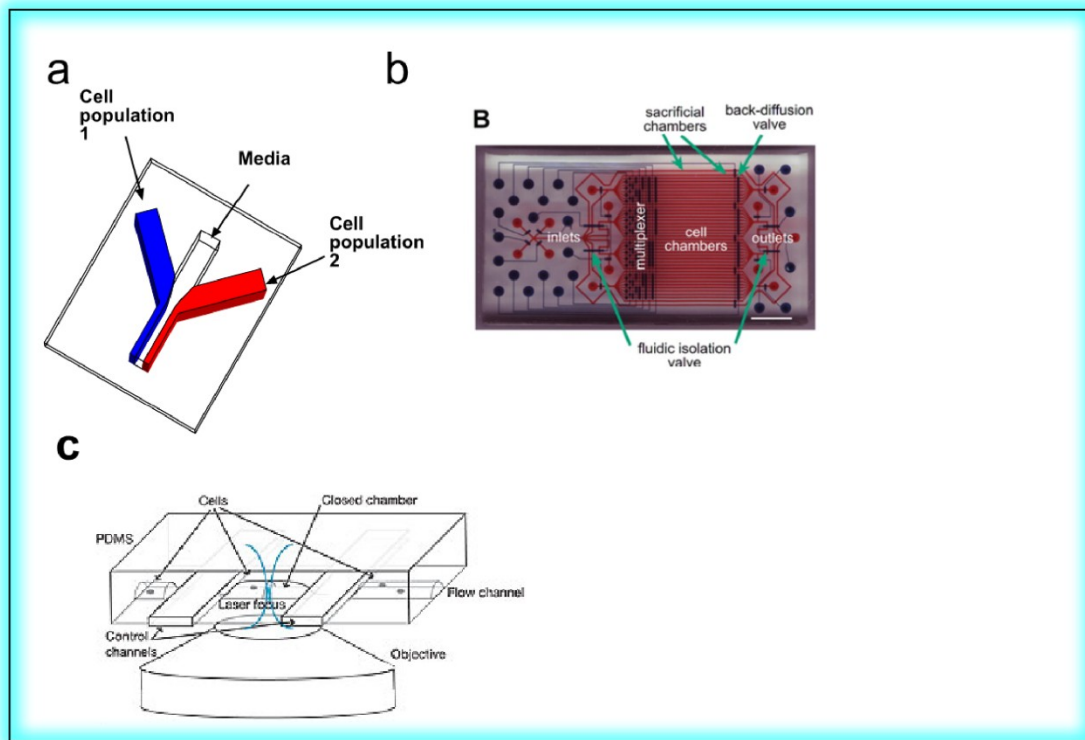 a
Cell
population
1
Media
Cell
population
2
b
B
sacrificial
chambers
back-diffusion
valve
inlets
multiplexer
cell
chambers
outlets
fluidic isolation
valve
c
Cells
Closed chamber
PDMS
Laser focus
Flow channel
Control
channels
Objective